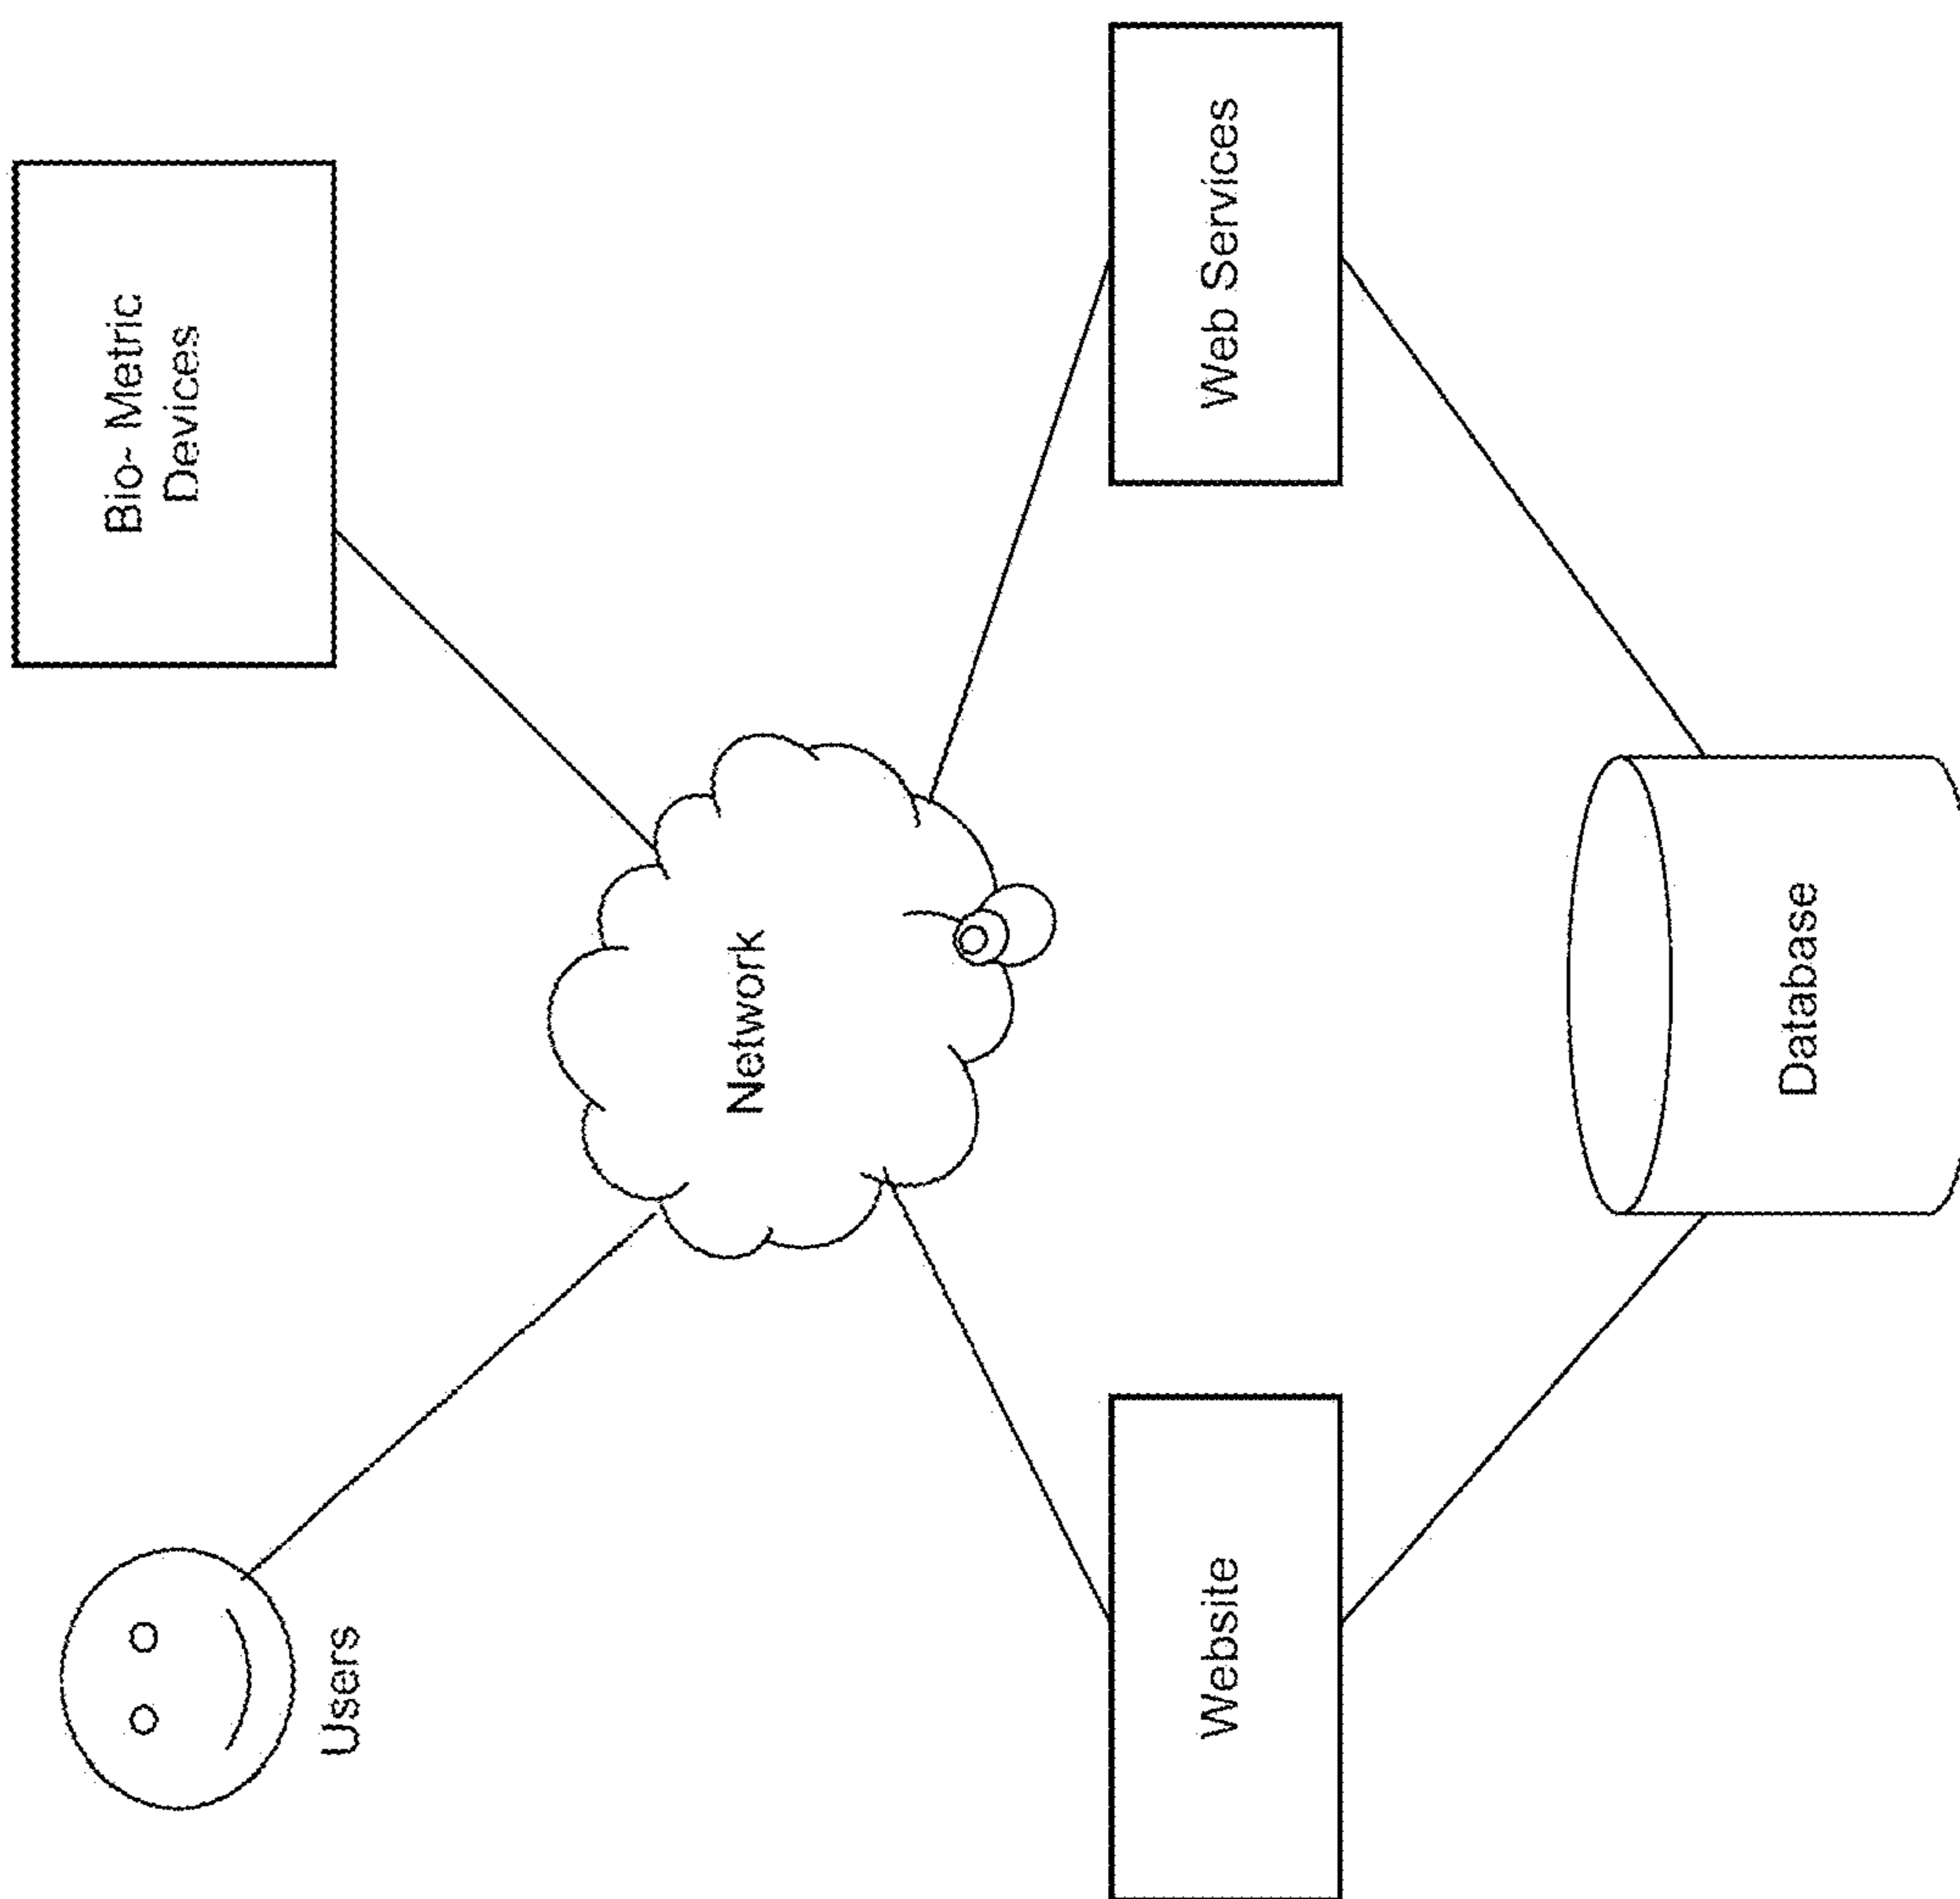 Users
Bio- Metric
Devices
Network
Website
Web Services
Database